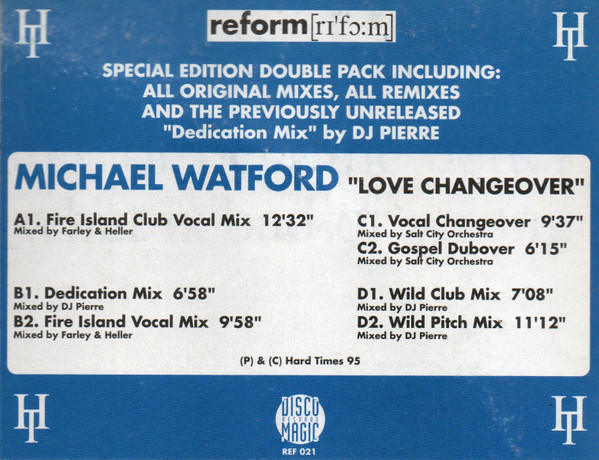 HT
reform[rɪ'fɔ:m]
HT
SPECIAL EDITION DOUBLE PACK INCLUDING:
ALL ORIGINAL MIXES, ALL REMIXES
AND THE PREVIOUSLY UNRELEASED
"Dedication Mix" by DJ PIERRE
MICHAEL WATFORD "LOVE CHANGEOVER"
A1. Fire Island Club Vocal Mix 12'32"
Mixed by Farley & Heller
B1. Dedication Mix 6'58"
Mixed by DJ Pierre
B2. Fire Island Vocal Mix 9'58"
Mixed by Farley & Heller
C1. Vocal Changeover 9'37"
Mixed by Salt City Orchestra
C2. Gospel Dubover 6'15"
Mixed by Salt City Orchestra
D1. Wild Club Mix 7'08"
Mixed by DJ Pierre
D2. Wild Pitch Mix 11'12"
Mixed by DJ Pierre
(P) & (C) Hard Times 95
HT
DISCO
RECORDS
MAGIC
REF 021
HT